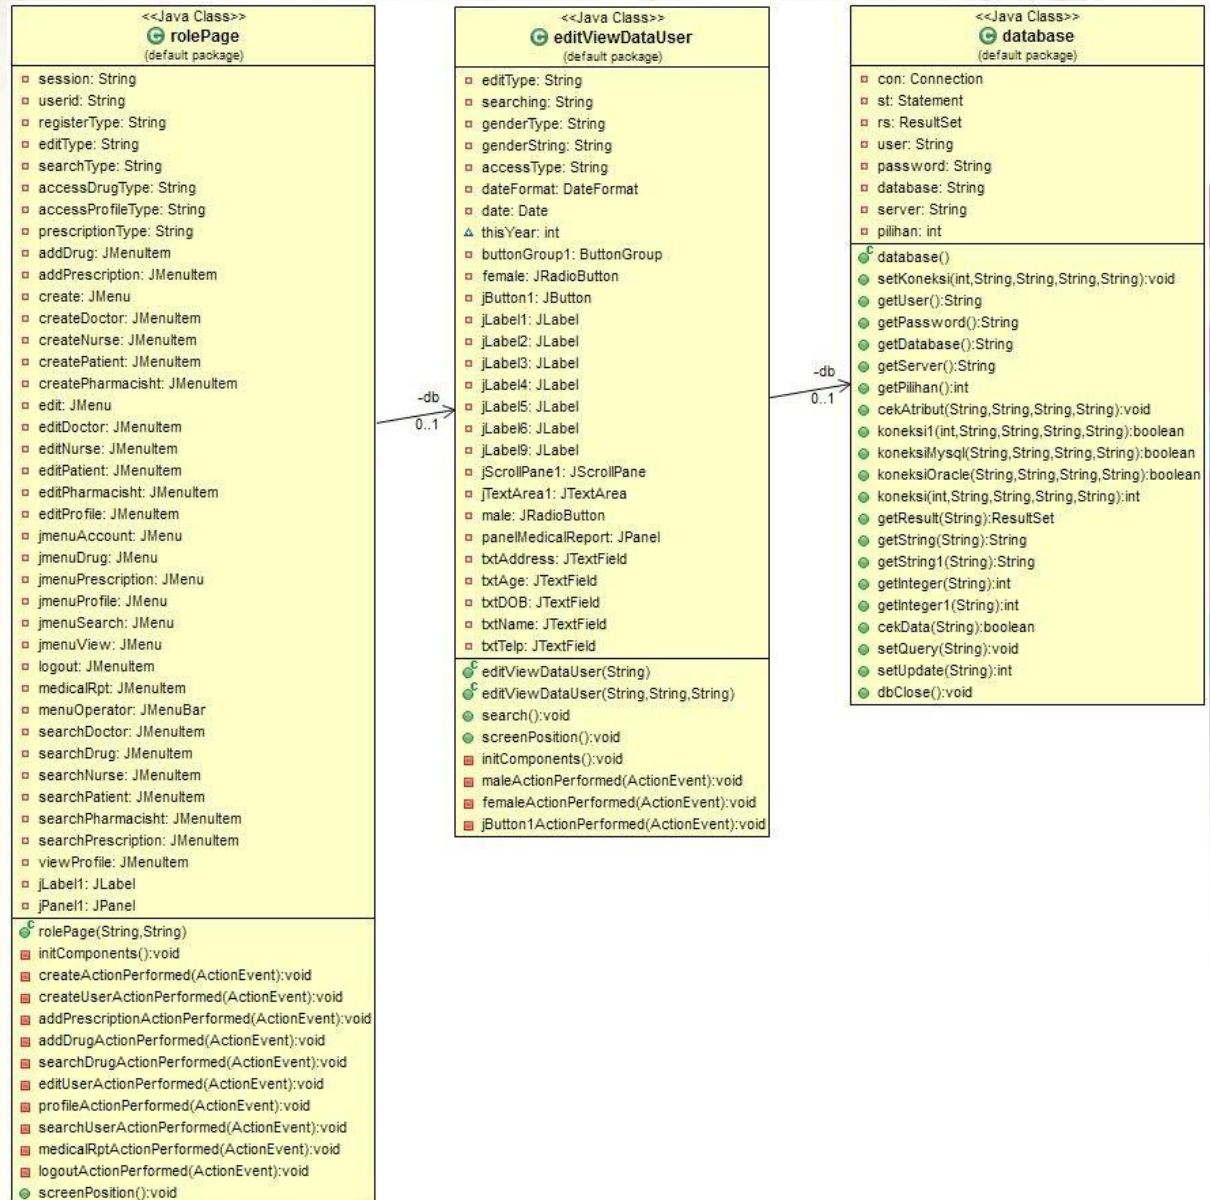 <<Java Class>>
rolePage
(default package)
session: String
userid: String
registerType: String
editType: String
searchType: String
accessDrugType: String
accessProfileType: String
prescriptionType: String
addDrug: JMenuItem
addPrescription: JMenuItem
create: JMenu
createDoctor: JMenuItem
createNurse: JMenuItem
createPatient: JMenuItem
createPharmacisht: JMenuItem
edit: JMenu
editDoctor: JMenuItem
editNurse: JMenuItem
editPatient: JMenuItem
editPharmacisht: JMenuItem
editProfile: JMenuItem
jmenuAccount: JMenu
jmenuDrug: JMenu
jmenuPrescription: JMenu
jmenuProfile: JMenu
jmenuSearch: JMenu
jmenuView: JMenu
logout: JMenuItem
medicalRpt: JMenuItem
menuOperator: JMenuBar
searchDoctor: JMenuItem
searchDrug: JMenuItem
searchNurse: JMenuItem
searchPatient: JMenuItem
searchPharmacisht: JMenuItem
searchPrescription: JMenuItem
viewProfile: JMenuItem
jLabel1: JLabel
jPanel1: JPanel
rolePage(String,String)
initComponents():void
createActionPerformed(ActionEvent):void
createUserActionPerformed(ActionEvent):void
addPrescriptionActionPerformed(ActionEvent):void
addDrugActionPerformed(ActionEvent):void
searchDrugActionPerformed(ActionEvent):void
editUserActionPerformed(ActionEvent):void
profileActionPerformed(ActionEvent):void
searchUserActionPerformed(ActionEvent):void
medicalRptActionPerformed(ActionEvent):void
logoutActionPerformed(ActionEvent):void
screenPosition():void
-db
0..1
<<Java Class>>
editViewDataUser
(default package)
editType: String
searching: String
genderType: String
genderString: String
accessType: String
dateFormat: DateFormat
date: Date
thisYear: int
buttonGroup1: ButtonGroup
female: JRadioButton
jButton1: JButton
jLabel1: JLabel
jLabel2: JLabel
jLabel3: JLabel
jLabel4: JLabel
jLabel5: JLabel
jLabel6: JLabel
jLabel9: JLabel
jScrollPane1: JScrollPane
jTextArea1: JTextArea
male: JRadioButton
panelMedicalReport: JPanel
txtAddress: JTextField
txtAge: JTextField
txtDOB: JTextField
txtName: JTextField
txtTelp: JTextField
editViewDataUser(String)
editViewDataUser(String,String,String)
search():void
screenPosition():void
initComponents():void
maleActionPerformed(ActionEvent):void
femaleActionPerformed(ActionEvent):void
jButton1ActionPerformed(ActionEvent):void
-db
0..1
<<Java Class>>
database
(default package)
con: Connection
st: Statement
rs: ResultSet
user: String
password: String
database: String
server: String
pilihan: int
database()
setKoneksi(int,String,String,String,String):void
getUser():String
getPassword():String
getDatabase():String
getServer():String
getPilihan():int
cekAtribut(String,String,String,String):void
koneksi1(int,String,String,String,String):boolean
koneksiMysql(String,String,String,String):boolean
koneksiOracle(String,String,String,String):boolean
koneksi(int,String,String,String,String):int
getResult(String):ResultSet
getString(String):String
getString1(String):String
getInteger(String):int
getInteger1(String):int
cekData(String):boolean
setQuery(String):void
setUpdate(String):int
dbClose():void